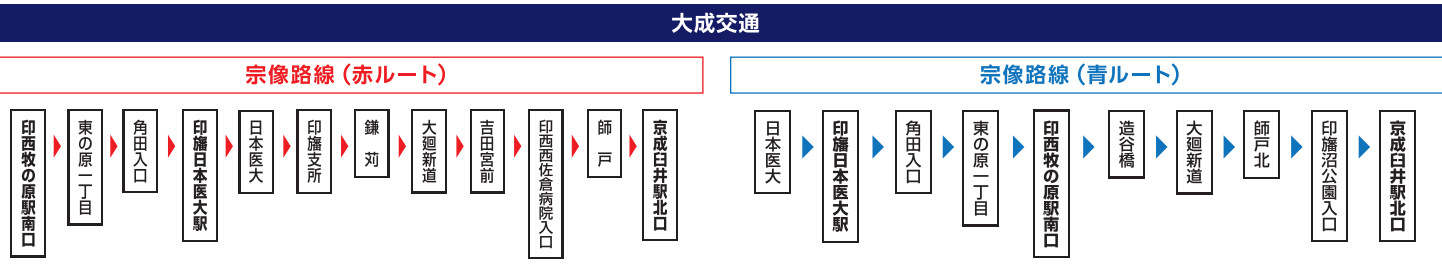 大成交通
宗像路線（赤ルート）
印西牧の原駅南口
東の原一丁目
角田入口
印旛日本医大駅
日本医大
印旛支所
鎌苅
大廻新道
吉田宮前
印西西佐倉病院入口
師戸
京成臼井駅北口
宗像路線（青ルート）
日本医大
印旛日本医大駅
角田入口
東の原一丁目
印西牧の原駅南口
造谷橋
大廻新道
師戸北
印旛沼公園入口
京成臼井駅北口